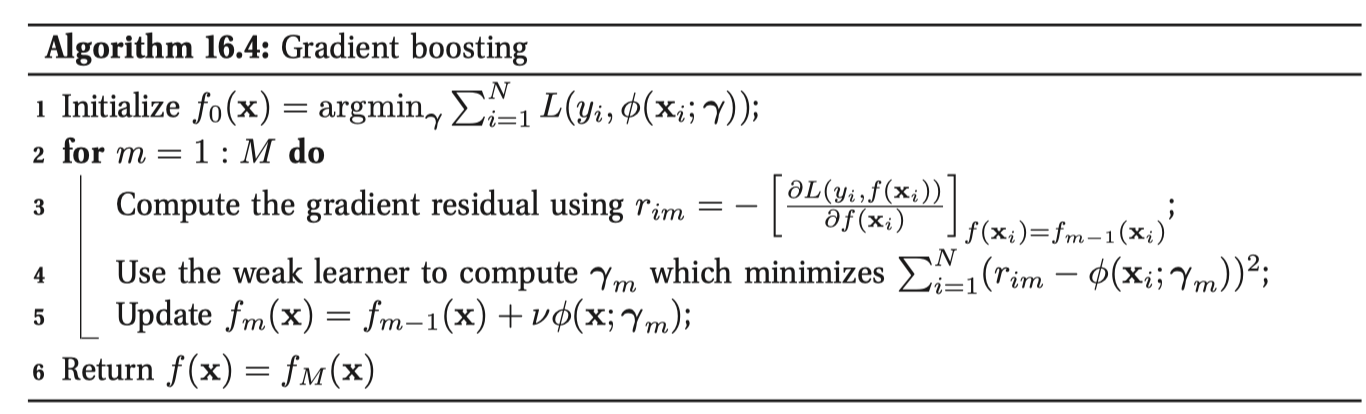 Algorithm 16.4: Gradient boosting
1 Initialize $f_0(\mathbf{x}) = \text{argmin}_{\boldsymbol{\gamma}} \sum_{i=1}^{N} L(y_i, \phi(\mathbf{x}_i; \boldsymbol{\gamma}))$;
2 for $m = 1 : M$ do
3 Compute the gradient residual using $r_{im} = -\left[\frac{\partial L(y_i, f(\mathbf{x}_i))}{\partial f(\mathbf{x}_i)}\right]_{f(\mathbf{x}_i) = f_{m-1}(\mathbf{x}_i)}$;
4 Use the weak learner to compute $\boldsymbol{\gamma}_m$ which minimizes $\sum_{i=1}^{N} (r_{im} - \phi(\mathbf{x}_i; \boldsymbol{\gamma}_m))^2$;
5 Update $f_m(\mathbf{x}) = f_{m-1}(\mathbf{x}) + \nu\phi(\mathbf{x}; \boldsymbol{\gamma}_m)$;
6 Return $f(\mathbf{x}) = f_M(\mathbf{x})$